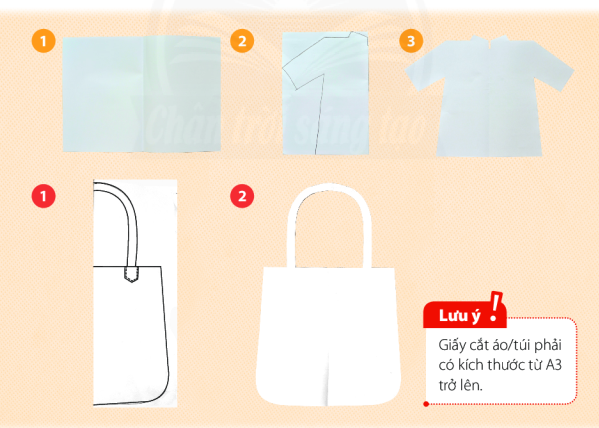 1
2
3
Chân trời sáng tạo
1
2
Lưu ý !
Giấy cắt áo/túi phải
có kích thước từ A3
trở lên.